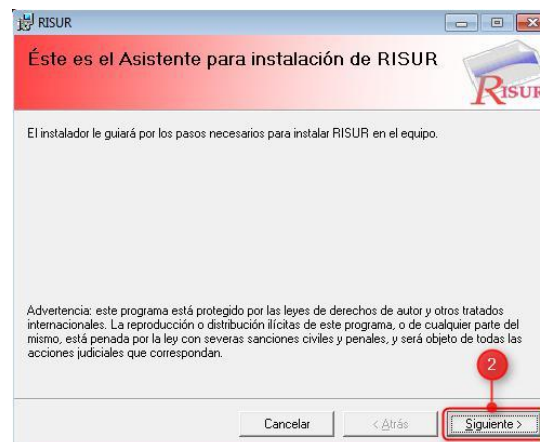 RISUR
Éste es el Asistente para instalación de RISUR
RISUR
El instalador le guiará por los pasos necesarios para instalar RISUR en el equipo.
Advertencia: este programa está protegido por las leyes de derechos de autor y otros tratados
internacionales. La reproducción o distribución ilícitas de este programa, o de cualquier parte del
mismo, está penada por la ley con severas sanciones civiles y penales, y será objeto de todas las
acciones judiciales que correspondan.
2
Cancelar
< Atrás
Siguiente >